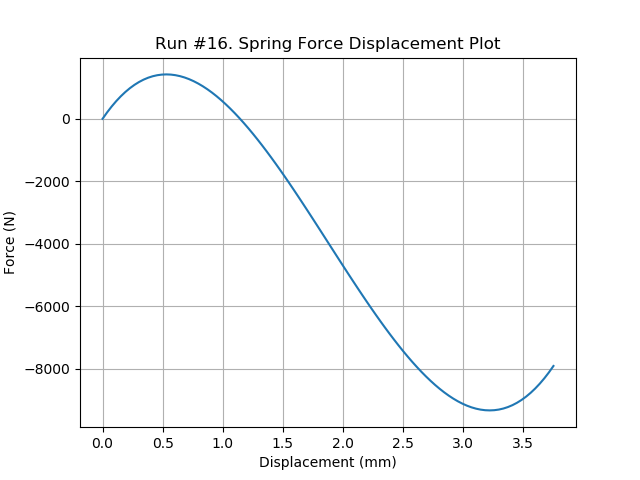 Run #16. Spring Force Displacement Plot
Force (N)
0
−2000
−4000
−6000
−8000
0.0 0.5 1.0 1.5 2.0 2.5 3.0 3.5
Displacement (mm)